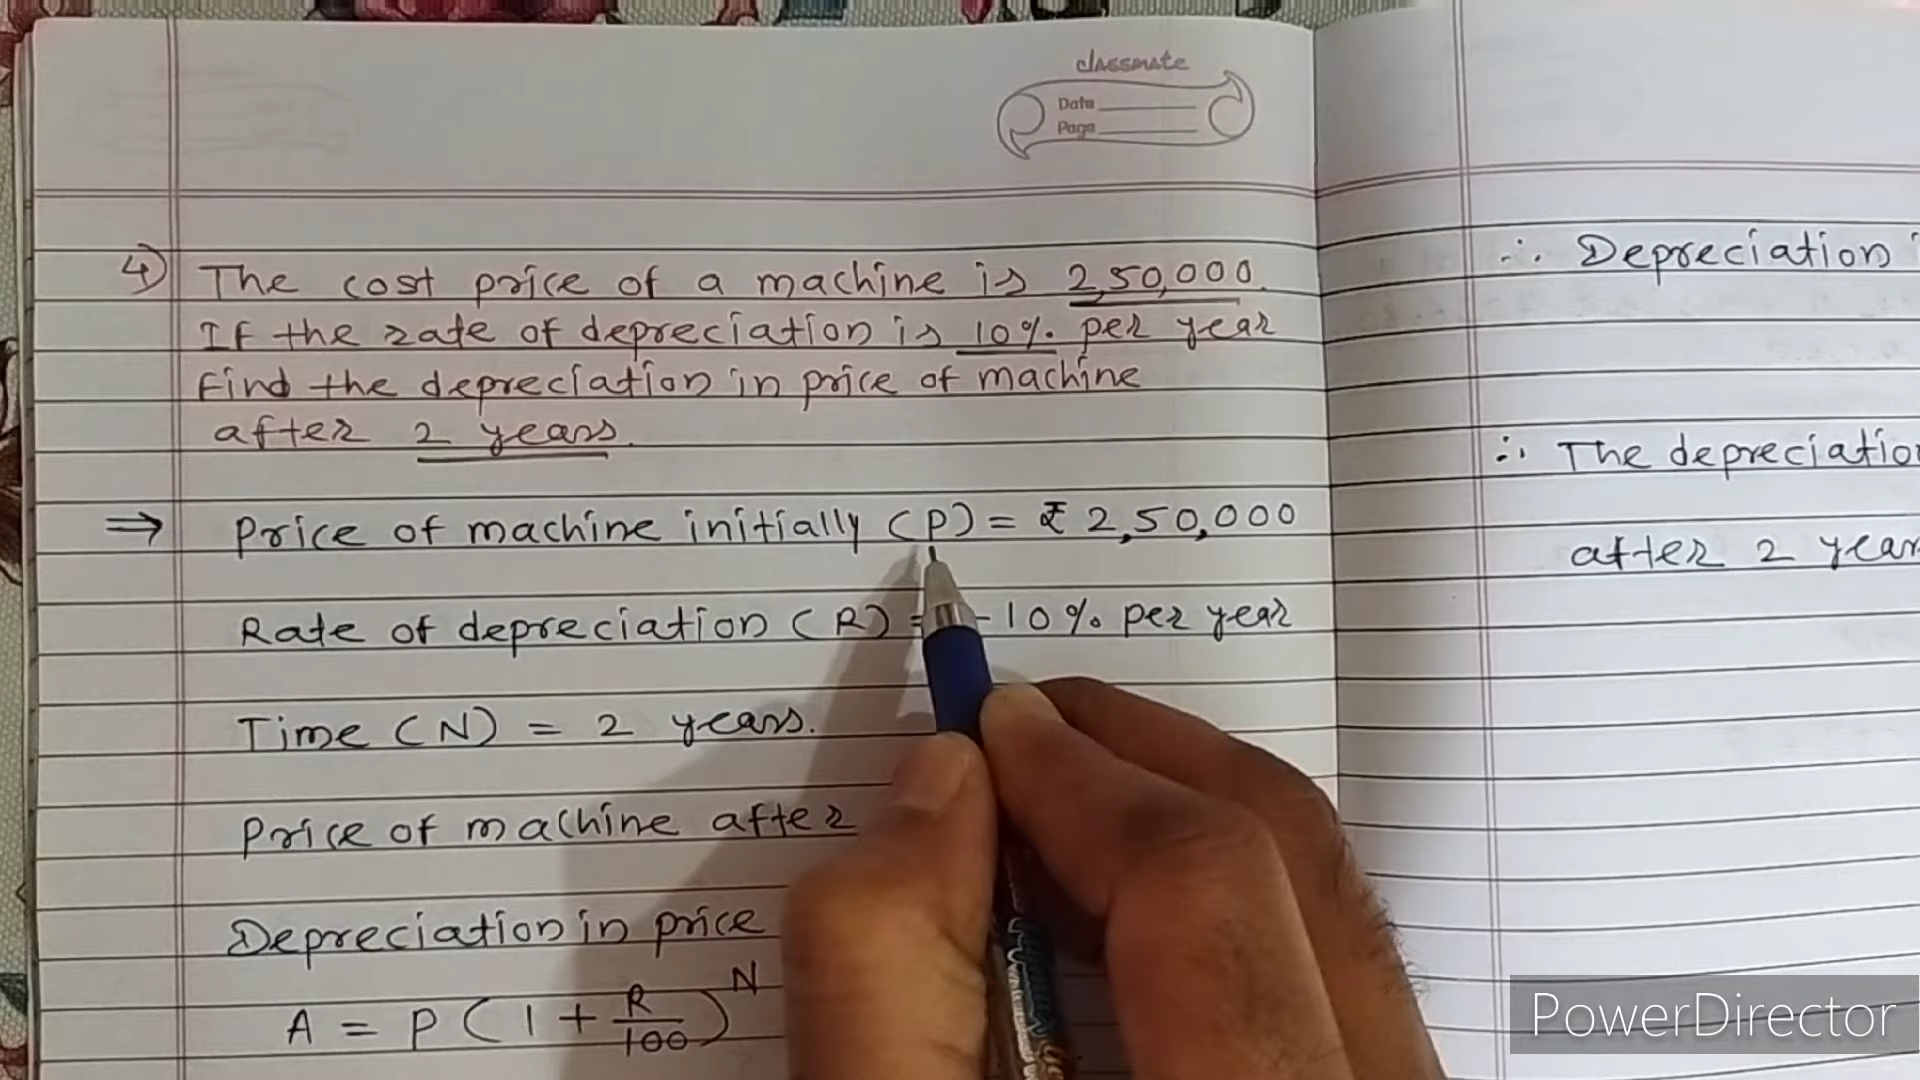 classmate
Date
Page
4) The cost price of a machine is 2,50,000.
If the rate of depreciation is 10% per year
Find the depreciation in price of machine
after 2 years.
⇒ Price of machine initially (P) = ₹ 2,50,000
Rate of depreciation (R) = -10% per year
Time (N) = 2 years.
Price of machine after
Depreciation in price
A = P ( 1 + R/100 )^N
∴ Depreciation
∴ The depreciation
after 2 year
PowerDirector